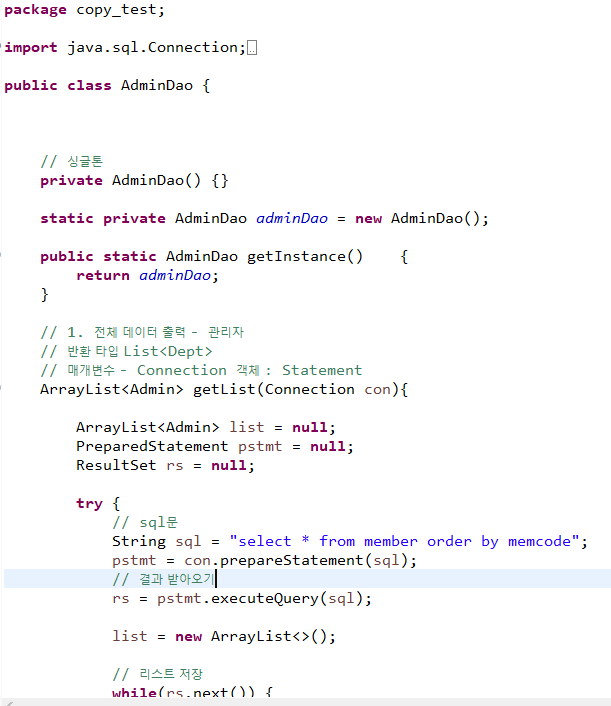 package copy_test;
import java.sql.Connection;
public class AdminDao {
// 싱글톤
private AdminDao() {}
static private AdminDao adminDao = new AdminDao();
public static AdminDao getInstance()    {
return adminDao;
}
// 1. 전체 데이터 출력 - 관리자
// 반환 타입 List<Dept>
// 매개변수 - Connection 객체 : Statement
ArrayList<Admin> getList(Connection con){
ArrayList<Admin> list = null;
PreparedStatement pstmt = null;
ResultSet rs = null;
try {
// sql문
String sql = "select * from member order by memcode";
pstmt = con.prepareStatement(sql);
// 결과 받아오기
rs = pstmt.executeQuery(sql);
list = new ArrayList<>();
// 리스트 저장
while(rs.next()) {